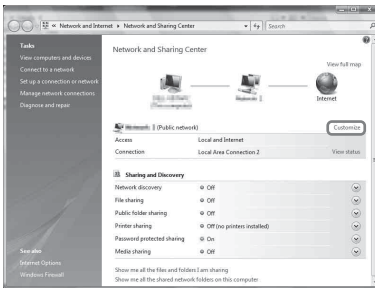 « Network and Internet ▸ Network and Sharing Center
Search
Tasks
View computers and devices
Connect to a network
Set up a connection or network
Manage network connections
Diagnose and repair
See also
Internet Options
Windows Firewall
Network and Sharing Center
View full map
Internet
(Public network)
Customize
Access Local and Internet
Connection Local Area Connection 2 View status
Sharing and Discovery
Network discovery Off
File sharing Off
Public folder sharing Off
Printer sharing Off (no printers installed)
Password protected sharing On
Media sharing Off
Show me all the files and folders I am sharing
Show me all the shared network folders on this computer